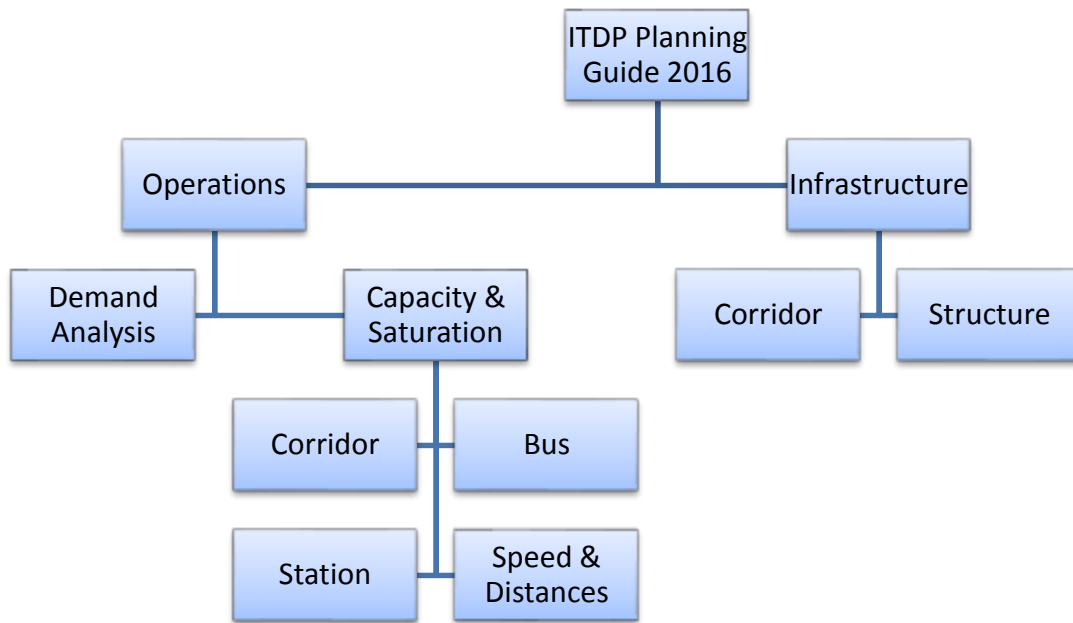 ITDP Planning
Guide 2016
Operations
Infrastructure
Demand
Analysis
Capacity &
Saturation
Corridor
Structure
Corridor
Bus
Station
Speed &
Distances